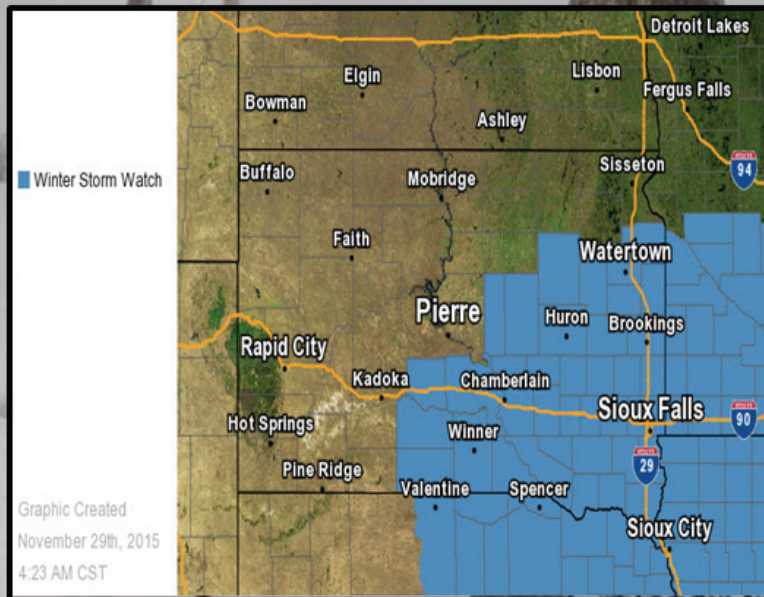 Detroit Lakes
Elgin
Lisbon
Bowman
Fergus Falls
Ashley
Winter Storm Watch
Buffalo
Mobridge
Sisseton
94
Faith
Watertown
Pierre
Huron
Brookings
Rapid City
Kadoka
Chamberlain
Sioux Falls
90
Hot Springs
Winner
29
Pine Ridge
Valentine
Spencer
Graphic Created
November 29th, 2015
4:23 AM CST
Sioux City